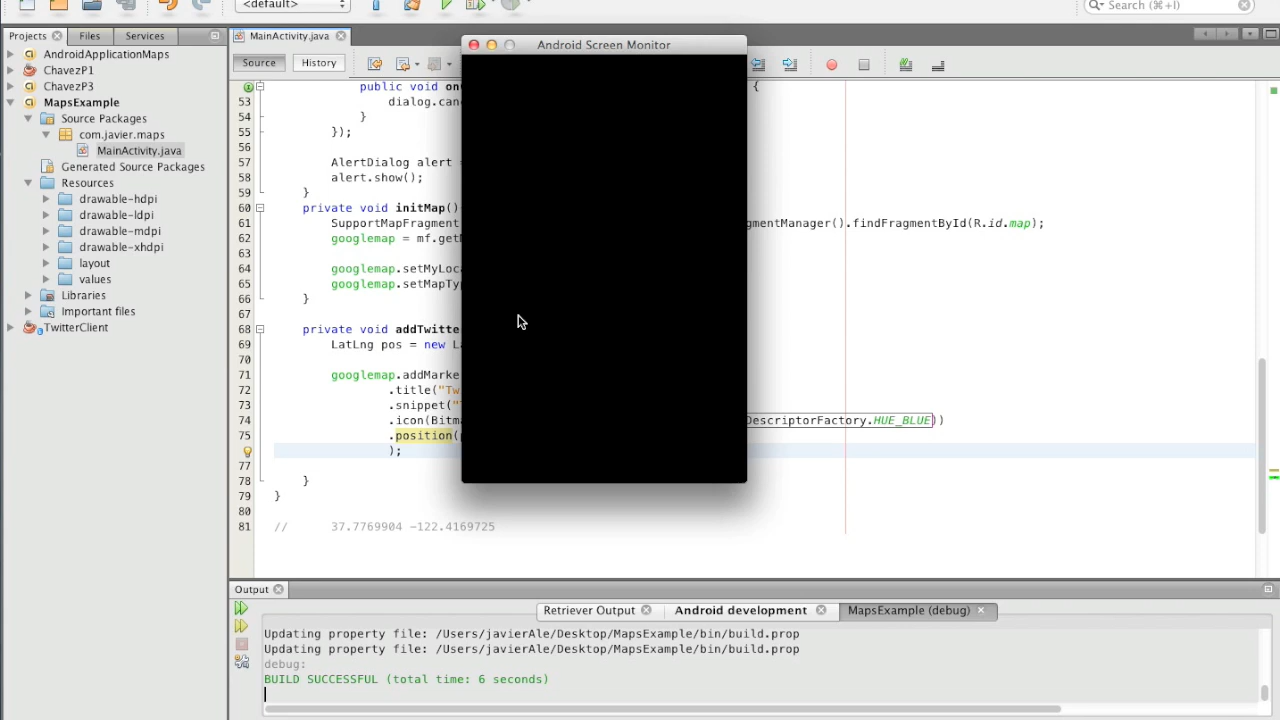 <default>
Search (⌘+I)
Projects
Files
Services
MainActivity.java
Android Screen Monitor
Source
History
AndroidApplicationMaps
ChavezP1
ChavezP3
MapsExample
Source Packages
com.javier.maps
MainActivity.java
Generated Source Packages
Resources
drawable-hdpi
drawable-ldpi
drawable-mdpi
drawable-xhdpi
layout
values
Libraries
Important files
TwitterClient
public void on {
53 dialog.can
54 }
55 });
56
57 AlertDialog alert =
58 alert.show();
59 }
60 private void initMap()
61 SupportMapFragment gmentManager().findFragmentById(R.id.map);
62 googlemap = mf.get
63
64 googlemap.setMyLoc
65 googlemap.setMapTy
66 }
67
68 private void addTwitte
69 LatLng pos = new L
70
71 googlemap.addMarke
72 .title("Tw
73 .snippet("
74 .icon(Bitm DescriptorFactory.HUE_BLUE))
75 .position(
);
77
78 }
79 }
80
81 // 37.7769904 -122.4169725
Output
Retriever Output
Android development
MapsExample (debug)
Updating property file: /Users/javierAle/Desktop/MapsExample/bin/build.prop
Updating property file: /Users/javierAle/Desktop/MapsExample/bin/build.prop
debug:
BUILD SUCCESSFUL (total time: 6 seconds)